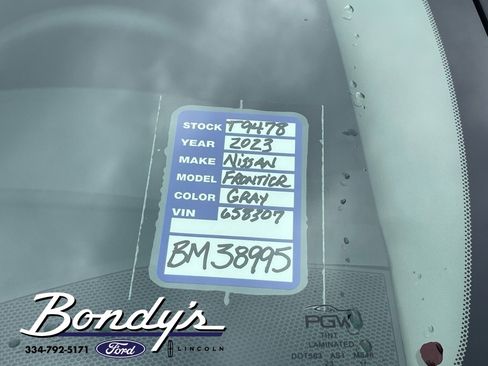 STOCK T9478
YEAR 2023
MAKE NISSAN
MODEL FRONTIER
COLOR GRAY
VIN 658307
BM38995
Bondy's
334-792-5171 Ford LINCOLN
PGW
TINT
LAMINATED